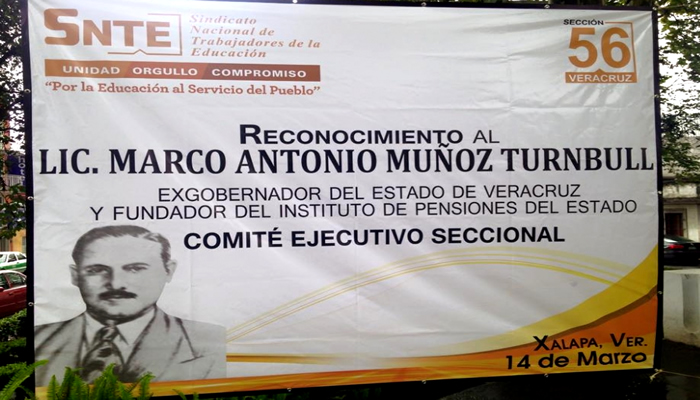 SNTE
Sindicato
Nacional de
Trabajadores de la
Educación
UNIDAD ORGULLO COMPROMISO
"Por la Educación al Servicio del Pueblo"
SECCIÓN
56
VERACRUZ
RECONOCIMIENTO AL
LIC. MARCO ANTONIO MUÑOZ TURNBULL
EXGOBERNADOR DEL ESTADO DE VERACRUZ
Y FUNDADOR DEL INSTITUTO DE PENSIONES DEL ESTADO
COMITÉ EJECUTIVO SECCIONAL
XALAPA, VER.
14 de Marzo